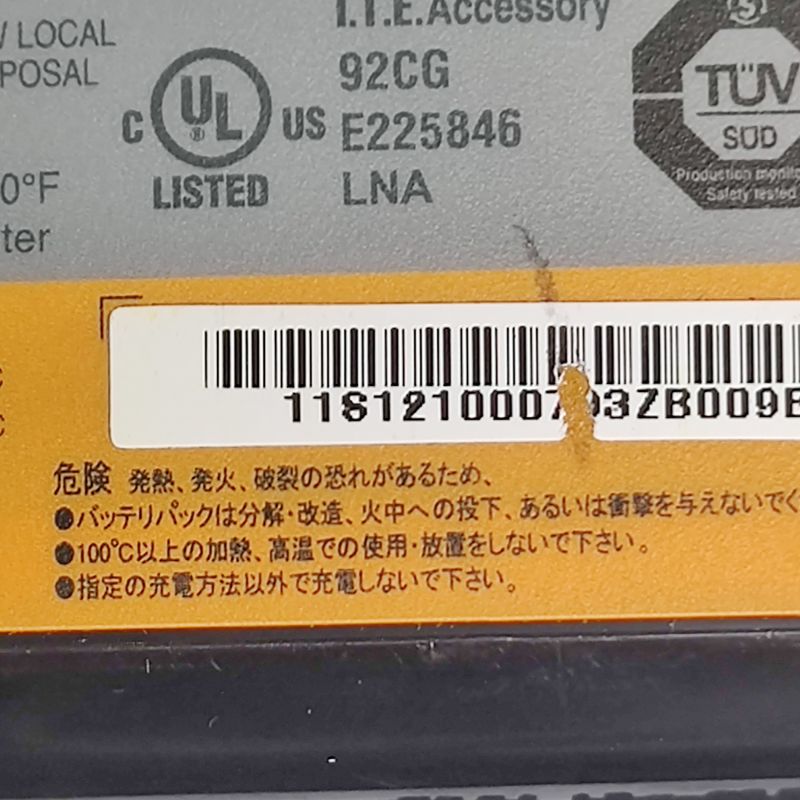 LOCAL
POSAL
0°F
ter
C UL US
®
LISTED
I.T.E. Accessory
92CG
E225846
LNA
S
TÜV
SÜD
Production monito
Safety tested
危険 発熱、発火、破裂の恐れがあるため、
●バッテリパックは分解・改造、火中への投下、あるいは衝撃を与えないでく
●100°C以上の加熱、高温での使用・放置をしないで下さい。
●指定の充電方法以外で充電しないで下さい。